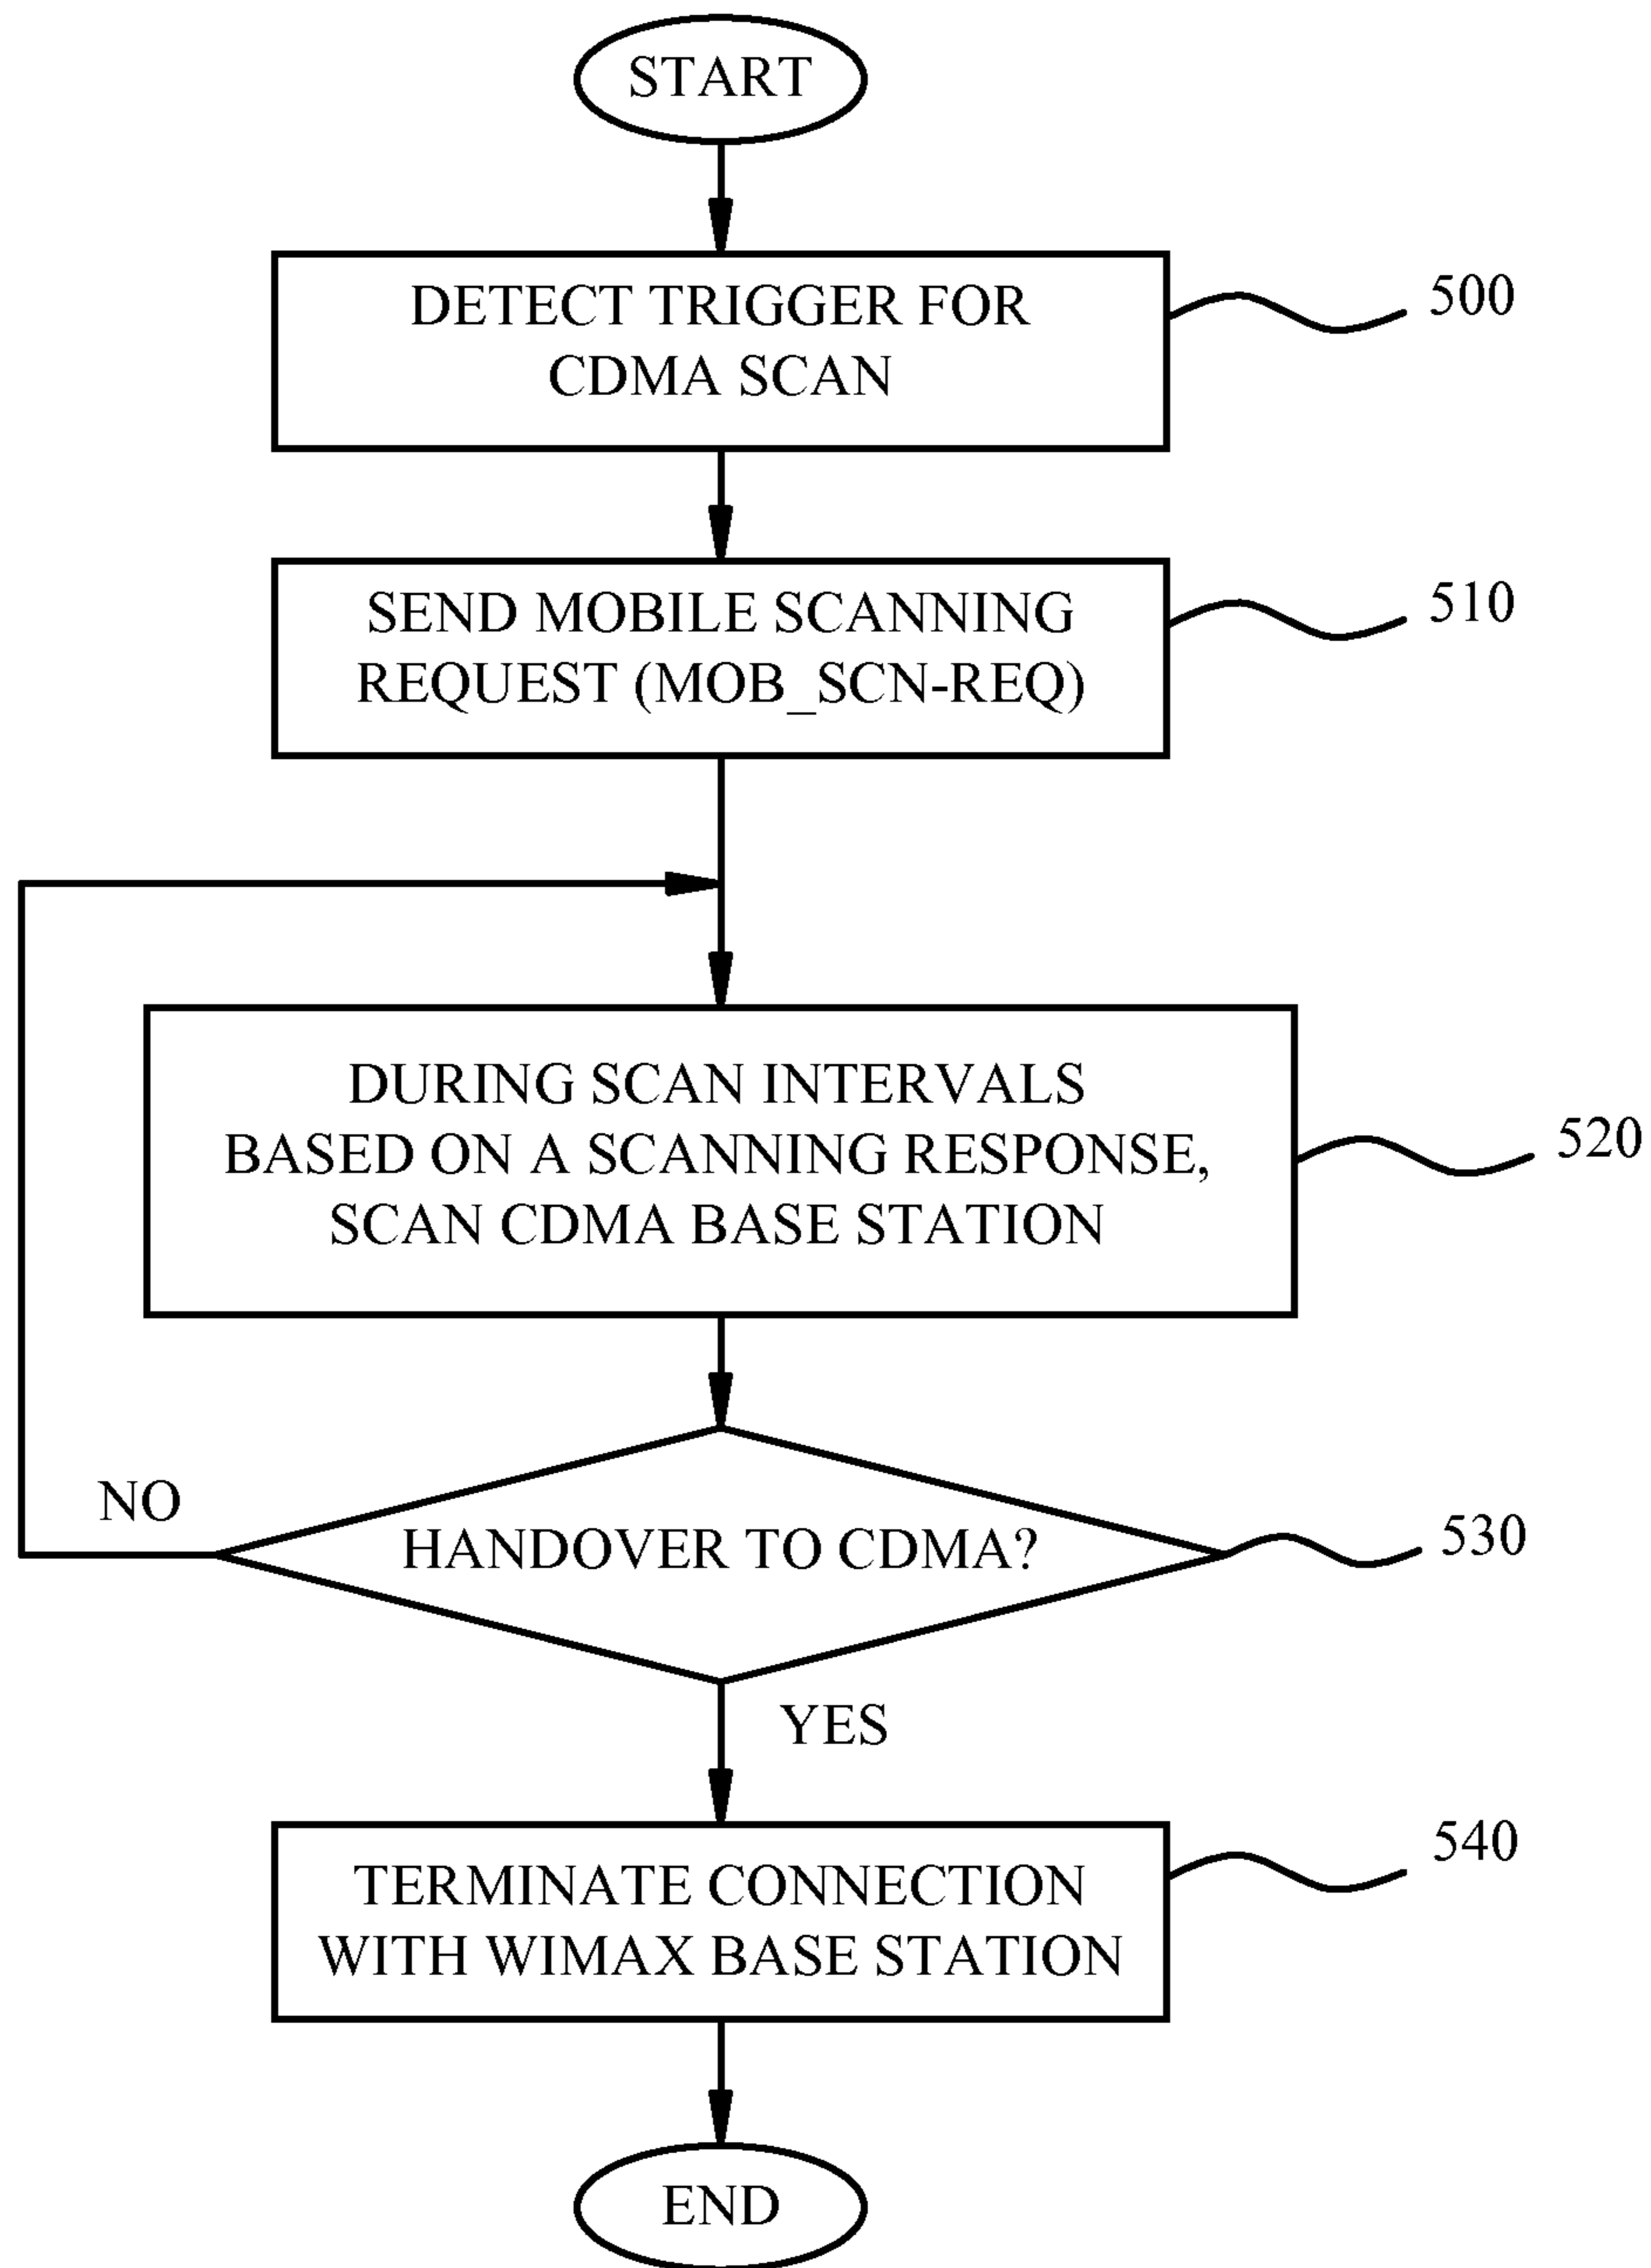 START
DETECT TRIGGER FOR
CDMA SCAN
500
SEND MOBILE SCANNING
REQUEST (MOB_SCN-REQ)
510
DURING SCAN INTERVALS
BASED ON A SCANNING RESPONSE,
SCAN CDMA BASE STATION
520
NO
HANDOVER TO CDMA?
530
YES
TERMINATE CONNECTION
WITH WIMAX BASE STATION
540
END